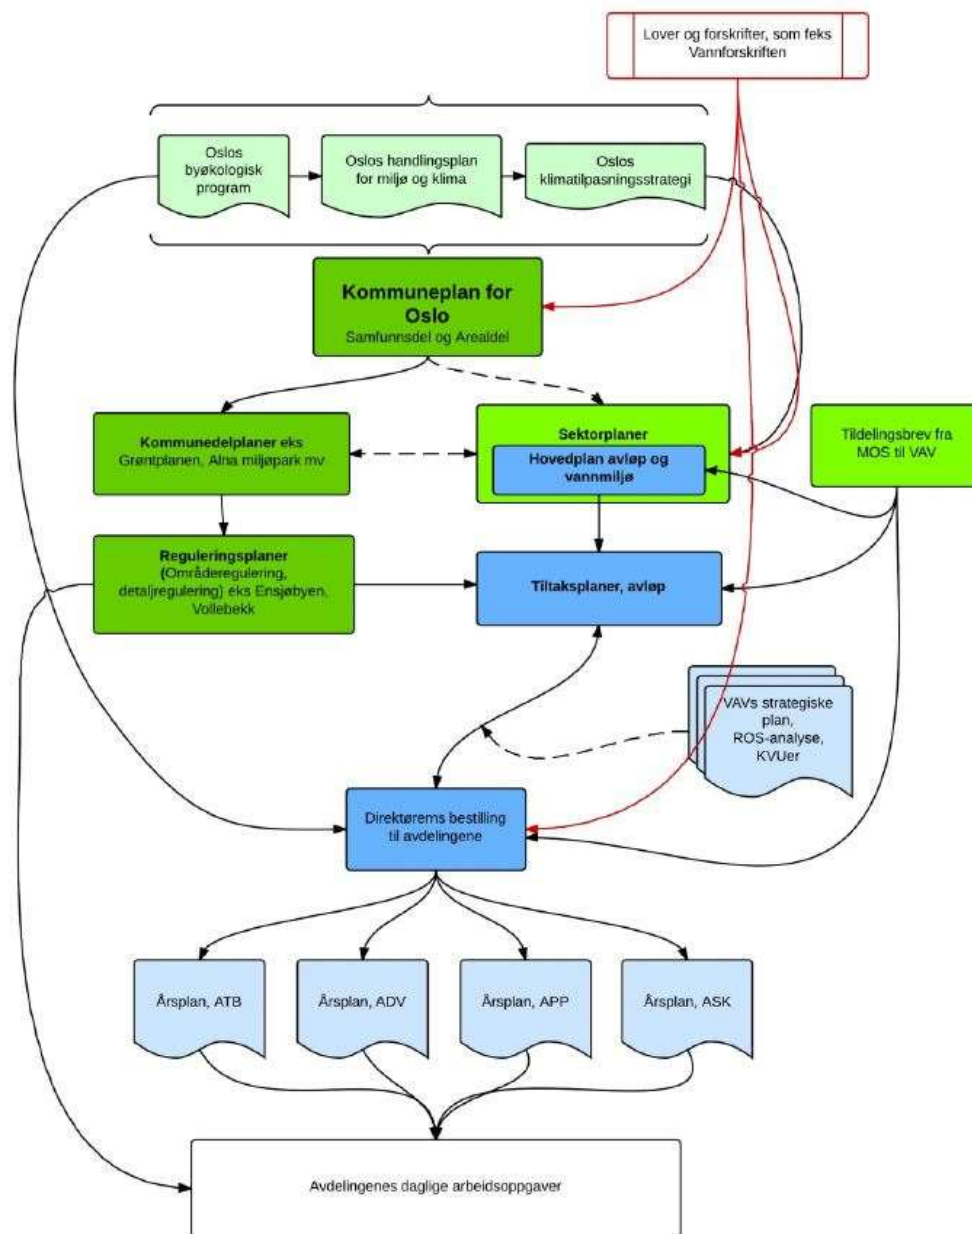 Lover og forskrifter, som feks
Vannforskriften
Oslos
byøkologisk
program
Oslos handlingsplan
for miljø og klima
Oslos
klimatilpasningsstrategi
Kommuneplan for
Oslo
Samfunnsdel og Arealdel
Kommunedelplaner eks
Grøntplanen, Alna miljøpark mv
Sektorplaner
Hovedplan avløp og
vannmiljø
Tildelingsbrev fra
MOS til VAV
Reguleringsplaner
(Områderegulering,
detaljregulering) eks Ensjøbyen,
Vollebekk
Tiltaksplaner, avløp
VAVs strategiske
plan,
ROS-analyse,
KVUer
Direktørems bestilling
til avdelingene
Årsplan, ATB
Årsplan, ADV
Årsplan, APP
Årsplan, ASK
Avdelingenes daglige arbeidsoppgaver